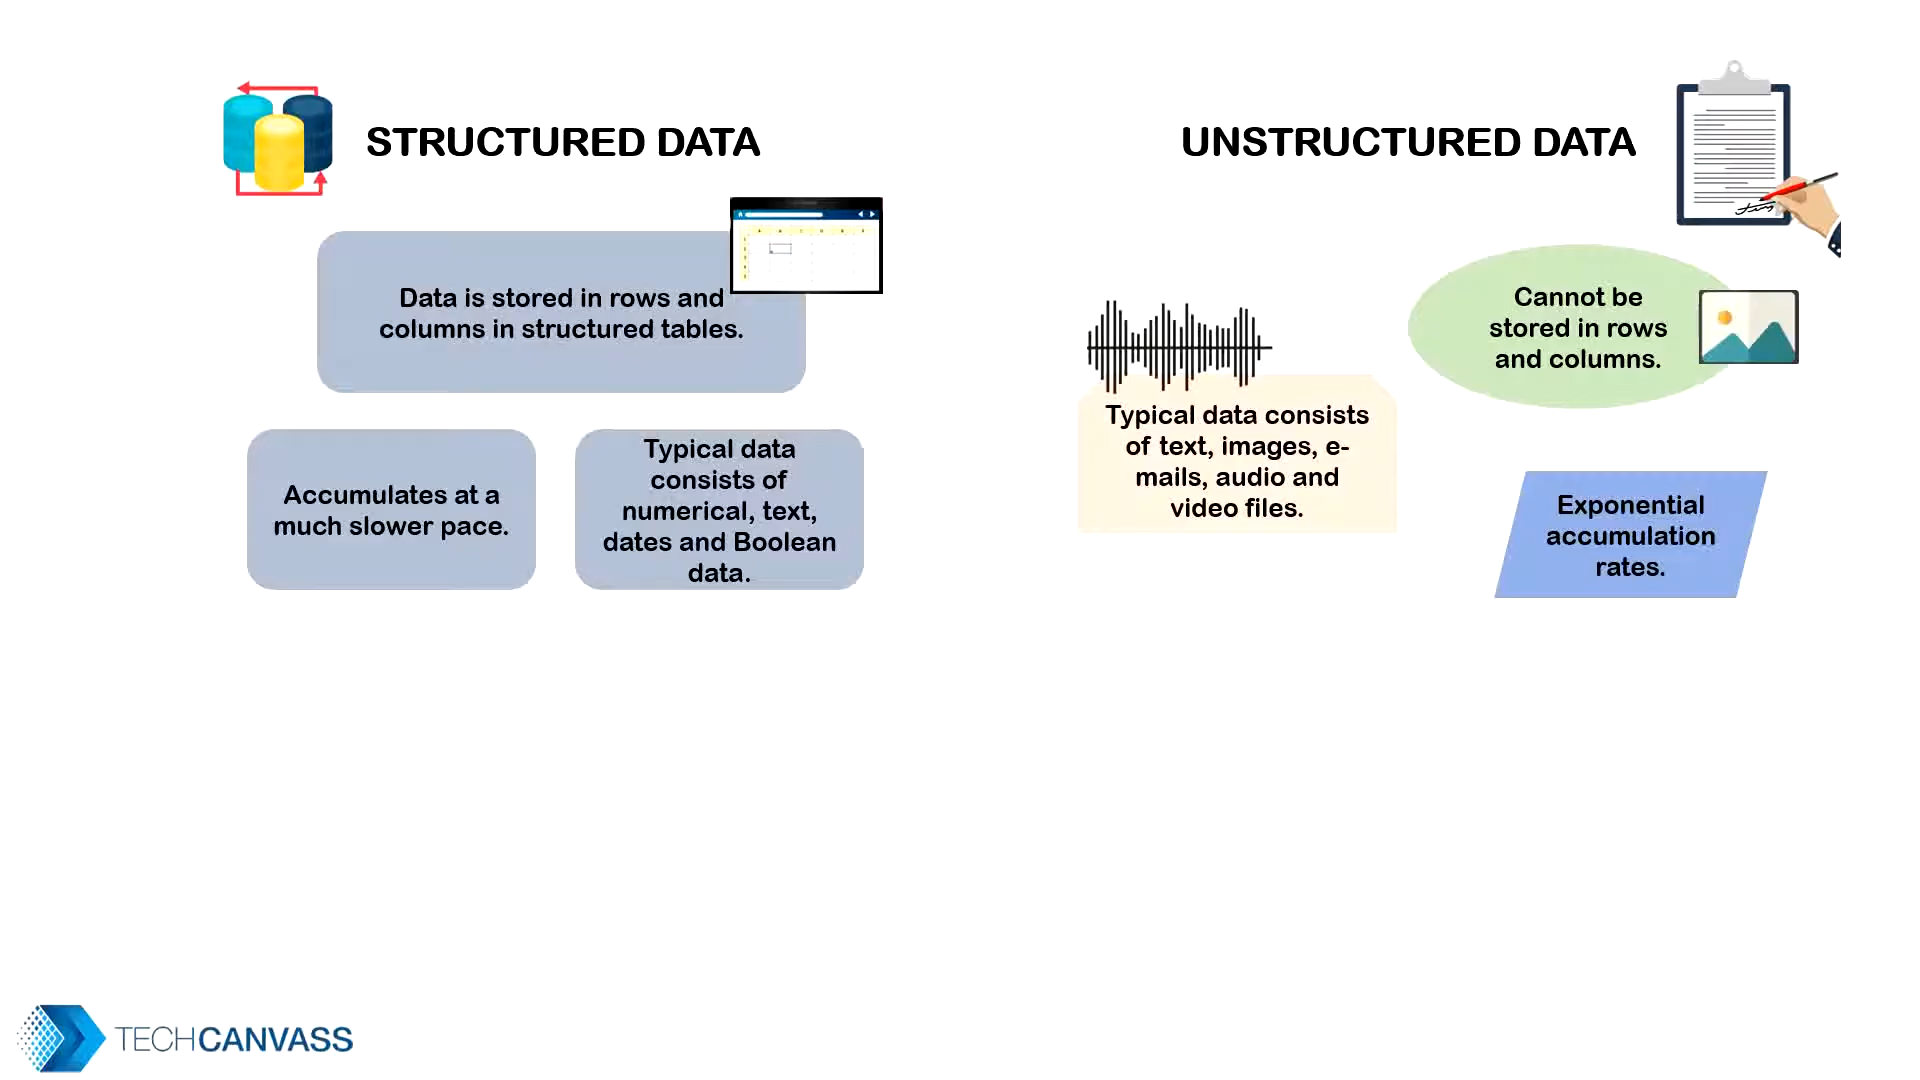 STRUCTURED DATA
Data is stored in rows and
columns in structured tables.
Accumulates at a
much slower pace.
Typical data
consists of
numerical, text,
dates and Boolean
data.
UNSTRUCTURED DATA
Cannot be
stored in rows
and columns.
Typical data consists
of text, images, e-
mails, audio and
video files.
Exponential
accumulation
rates.
TECHCANVASS